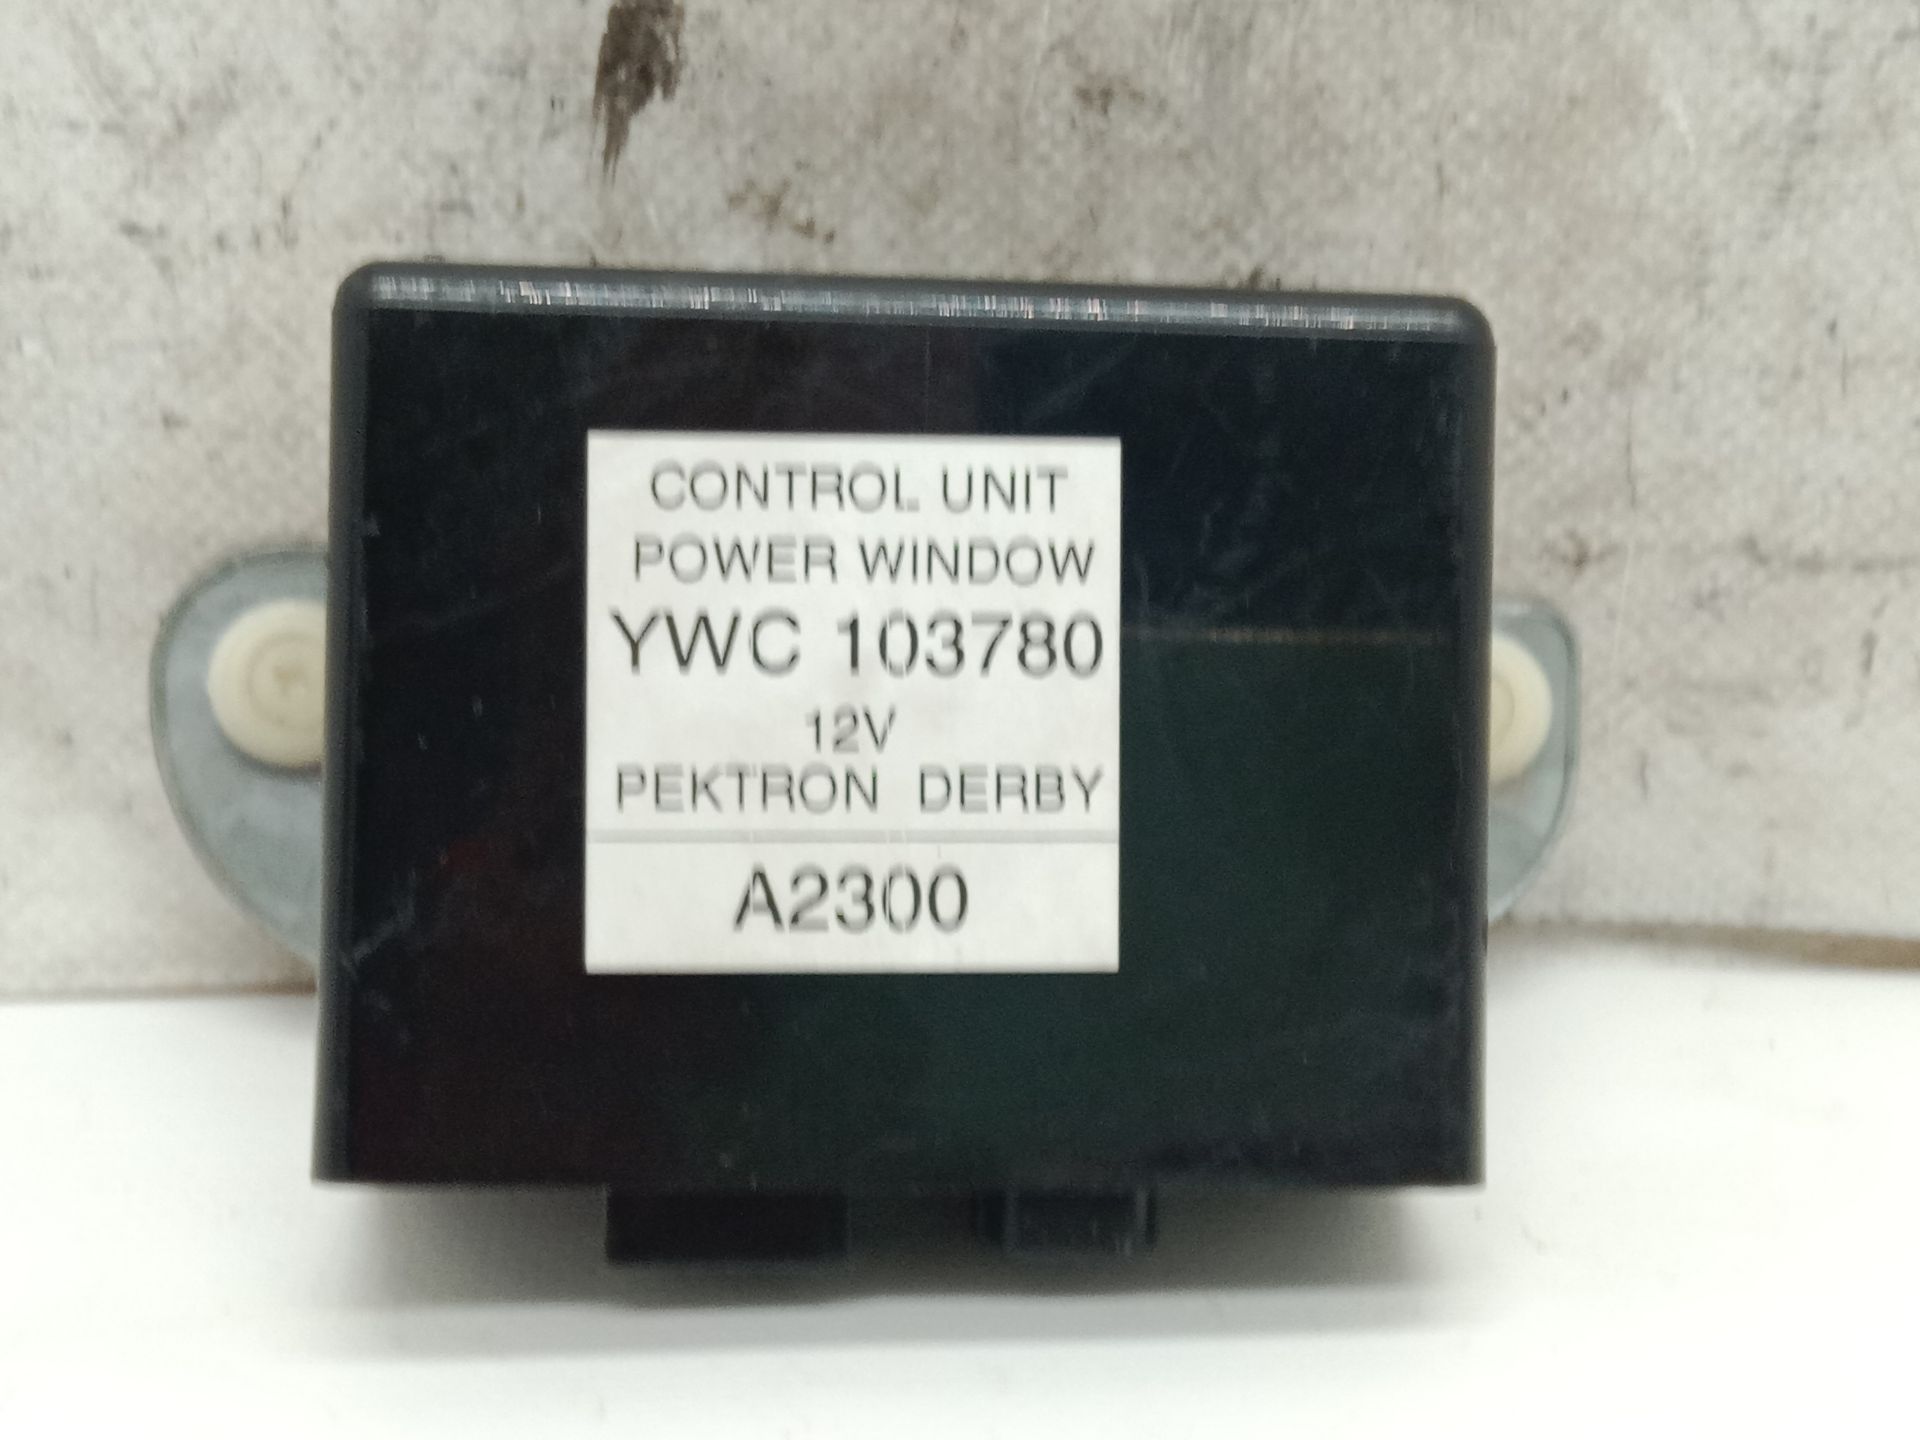 CONTROL UNIT
POWER WINDOW
YWC 103780
12V
PEKTRON DERBY
A2300